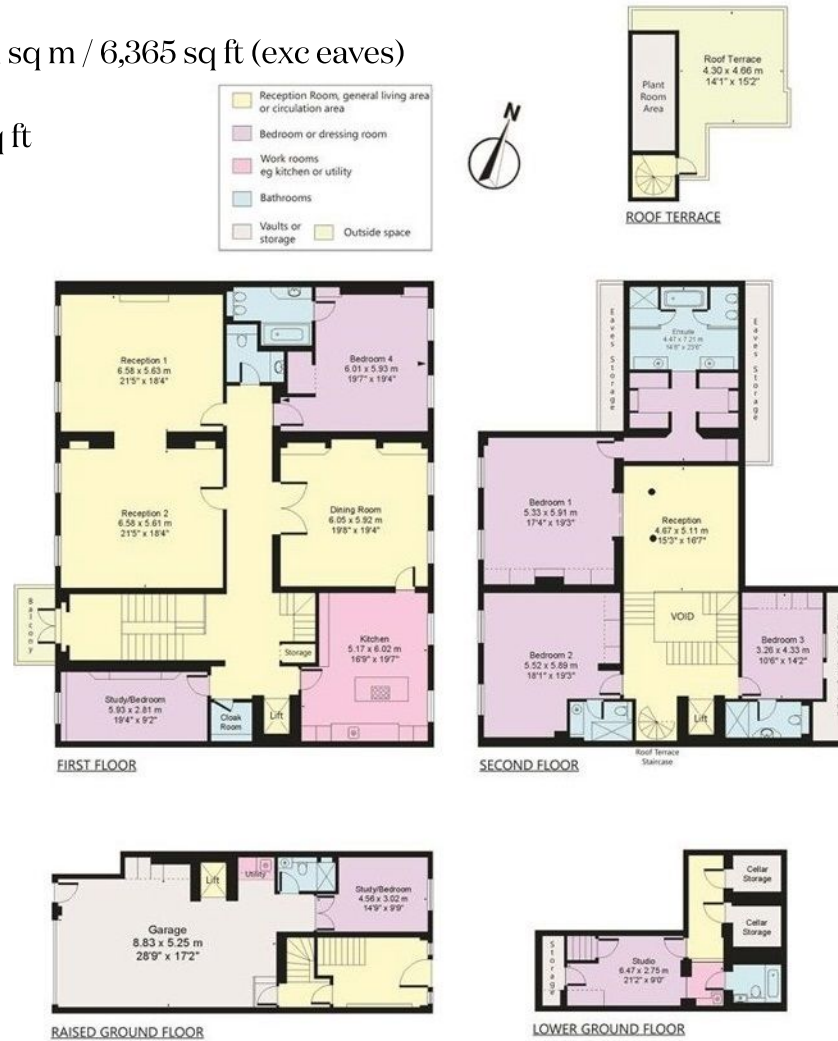 sq m / 6,365 sq ft (exc eaves)
ft
Reception Room, general living area
or circulation area
Bedroom or dressing room
Work rooms
eg kitchen or utility
Bathrooms
Vaults or
storage
Outside space
N
Roof Terrace
4.30 x 4.66 m
14'1" x 15'2"
Plant
Room
Area
ROOF TERRACE
Reception 1
6.58 x 5.63 m
21'5" x 18'4"
Bedroom 4
6.01 x 5.93 m
19'7" x 19'4"
Reception 2
6.58 x 5.61 m
21'5" x 18'4"
Dining Room
6.05 x 5.92 m
19'8" x 19'4"
Balcony
Storage
Kitchen
5.17 x 6.02 m
16'9" x 19'7"
Study/Bedroom
5.93 x 2.81 m
19'4" x 9'2"
Cloak
Room
Lift
FIRST FLOOR
Eaves Storage
Ensuite
4.47 x 7.21 m
14'6" x 23'6"
Eaves Storage
Bedroom 1
5.33 x 5.91 m
17'4" x 19'3"
Reception
4.67 x 5.11 m
15'3" x 16'7"
VOID
Bedroom 2
5.52 x 5.89 m
18'1" x 19'3"
Bedroom 3
3.26 x 4.33 m
10'6" x 14'2"
Lift
Roof Terrace
Staircase
SECOND FLOOR
Lift
Utility
Study/Bedroom
4.56 x 3.02 m
14'9" x 9'9"
Garage
8.83 x 5.25 m
28'9" x 17'2"
RAISED GROUND FLOOR
Cellar
Storage
Cellar
Storage
Storage
Studio
6.47 x 2.75 m
21'2" x 9'0"
LOWER GROUND FLOOR